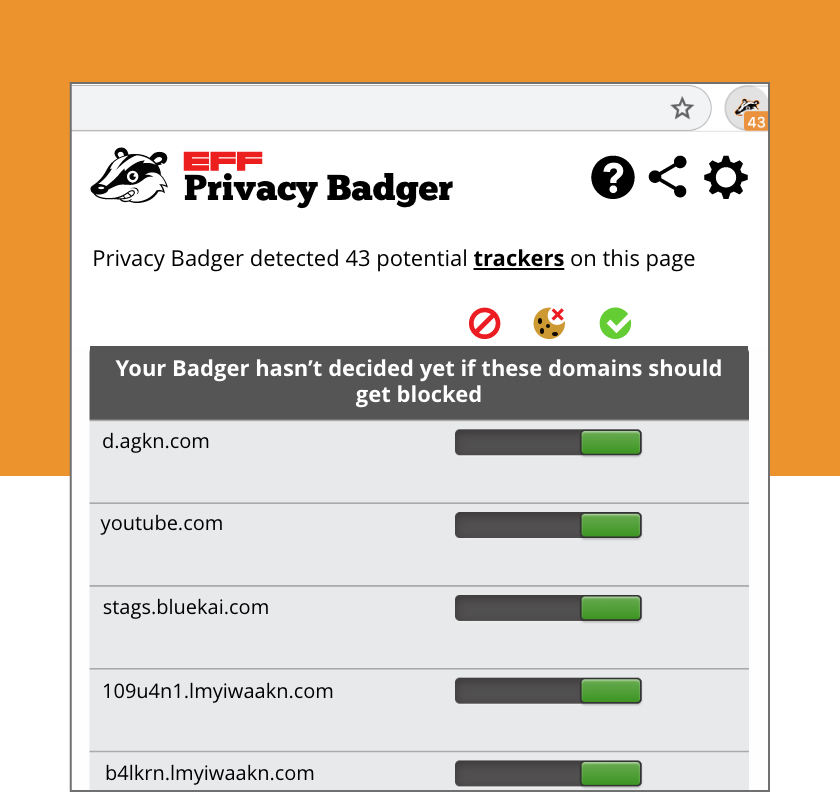 43
EFF
Privacy Badger
?
Privacy Badger detected 43 potential trackers on this page
Your Badger hasn’t decided yet if these domains should
get blocked
d.agkn.com
youtube.com
stags.bluekai.com
109u4n1.lmyiwaakn.com
b4lkrn.lmyiwaakn.com